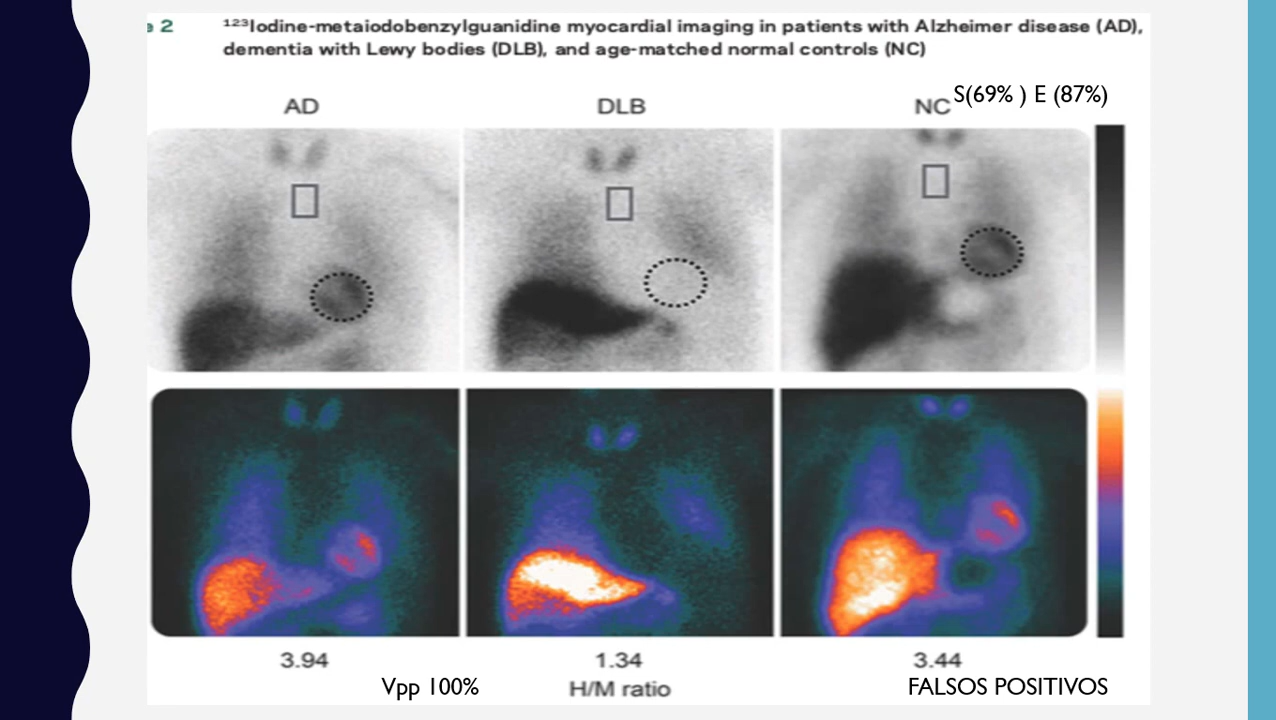 e 2
¹²³Iodine-metaiodobenzylguanidine myocardial imaging in patients with Alzheimer disease (AD),
dementia with Lewy bodies (DLB), and age-matched normal controls (NC)
S(69% ) E (87%)
AD DLB NC
3.94 1.34 3.44
Vpp 100% H/M ratio FALSOS POSITIVOS